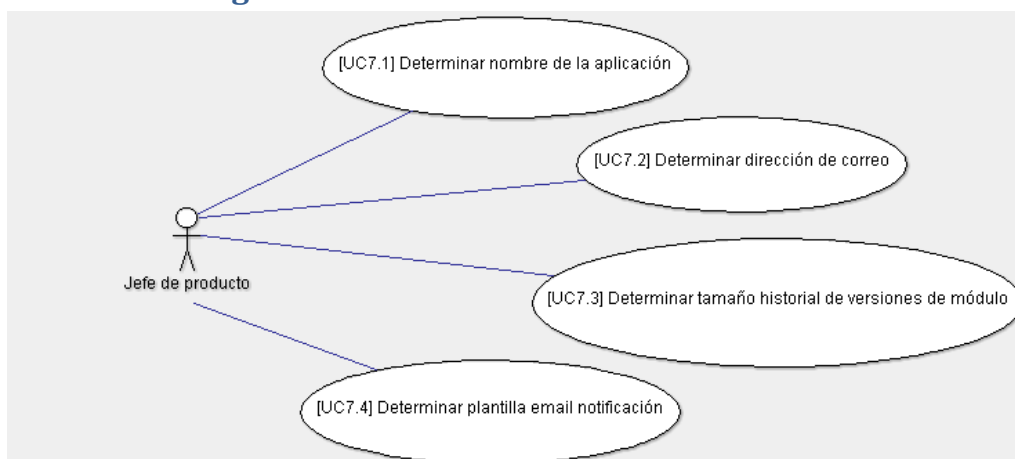 [UC7.1] Determinar nombre de la aplicación
[UC7.2] Determinar dirección de correo
Jefe de producto
[UC7.3] Determinar tamaño historial de versiones de módulo
[UC7.4] Determinar plantilla email notificación